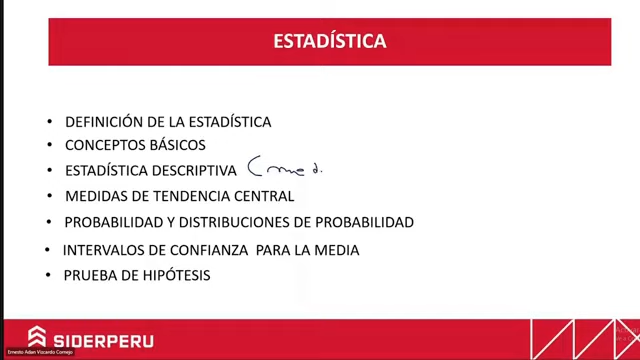 ESTADÍSTICA
• DEFINICIÓN DE LA ESTADÍSTICA
• CONCEPTOS BÁSICOS
• ESTADÍSTICA DESCRIPTIVA (med.
• MEDIDAS DE TENDENCIA CENTRAL
• PROBABILIDAD Y DISTRIBUCIONES DE PROBABILIDAD
• INTERVALOS DE CONFIANZA PARA LA MEDIA
• PRUEBA DE HIPÓTESIS
SIDERPERU
Ernesto Adan Vizcardo Cornejo